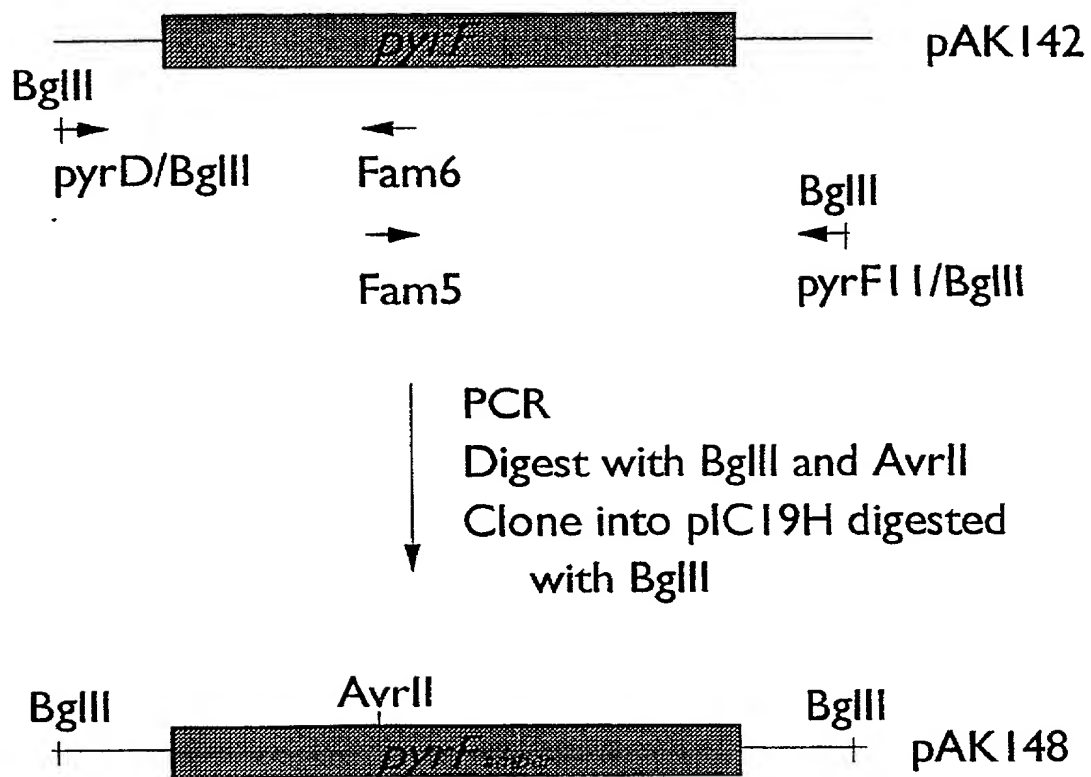 pyrF
pAK142
BglII
pyrD/BglII
Fam6
BglII
Fam5
pyrF11/BglII
PCR
Digest with BglII and AvrII
Clone into pIC19H digested
with BglII
BglII
AvrII
BglII
pyrF
pAK148